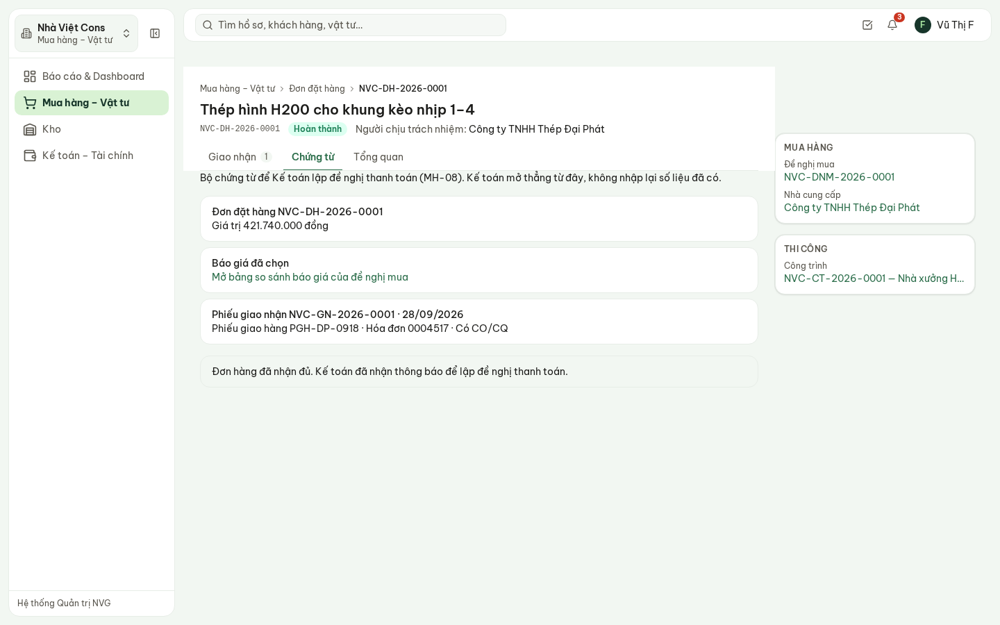 Nhà Việt Cons
Mua hàng – Vật tư
Báo cáo & Dashboard
Mua hàng – Vật tư
Kho
Kế toán – Tài chính
Hệ thống Quản trị NVG
Tìm hồ sơ, khách hàng, vật tư...
3
F
Vũ Thị F
Mua hàng – Vật tư > Đơn đặt hàng > NVC-DH-2026-0001
Thép hình H200 cho khung kèo nhịp 1–4
NVC-DH-2026-0001 Hoàn thành Người chịu trách nhiệm: Công ty TNHH Thép Đại Phát
Giao nhận 1 Chứng từ Tổng quan
Bộ chứng từ để Kế toán lập đề nghị thanh toán (MH-08). Kế toán mở thẳng từ đây, không nhập lại số liệu đã có.
Đơn đặt hàng NVC-DH-2026-0001
Giá trị 421.740.000 đồng
Báo giá đã chọn
Mở bảng so sánh báo giá của đề nghị mua
Phiếu giao nhận NVC-GN-2026-0001 · 28/09/2026
Phiếu giao hàng PGH-DP-0918 · Hóa đơn 0004517 · Có CO/CQ
Đơn hàng đã nhận đủ. Kế toán đã nhận thông báo để lập đề nghị thanh toán.
MUA HÀNG
Đề nghị mua
NVC-DNM-2026-0001
Nhà cung cấp
Công ty TNHH Thép Đại Phát
THI CÔNG
Công trình
NVC-CT-2026-0001 — Nhà xưởng H...